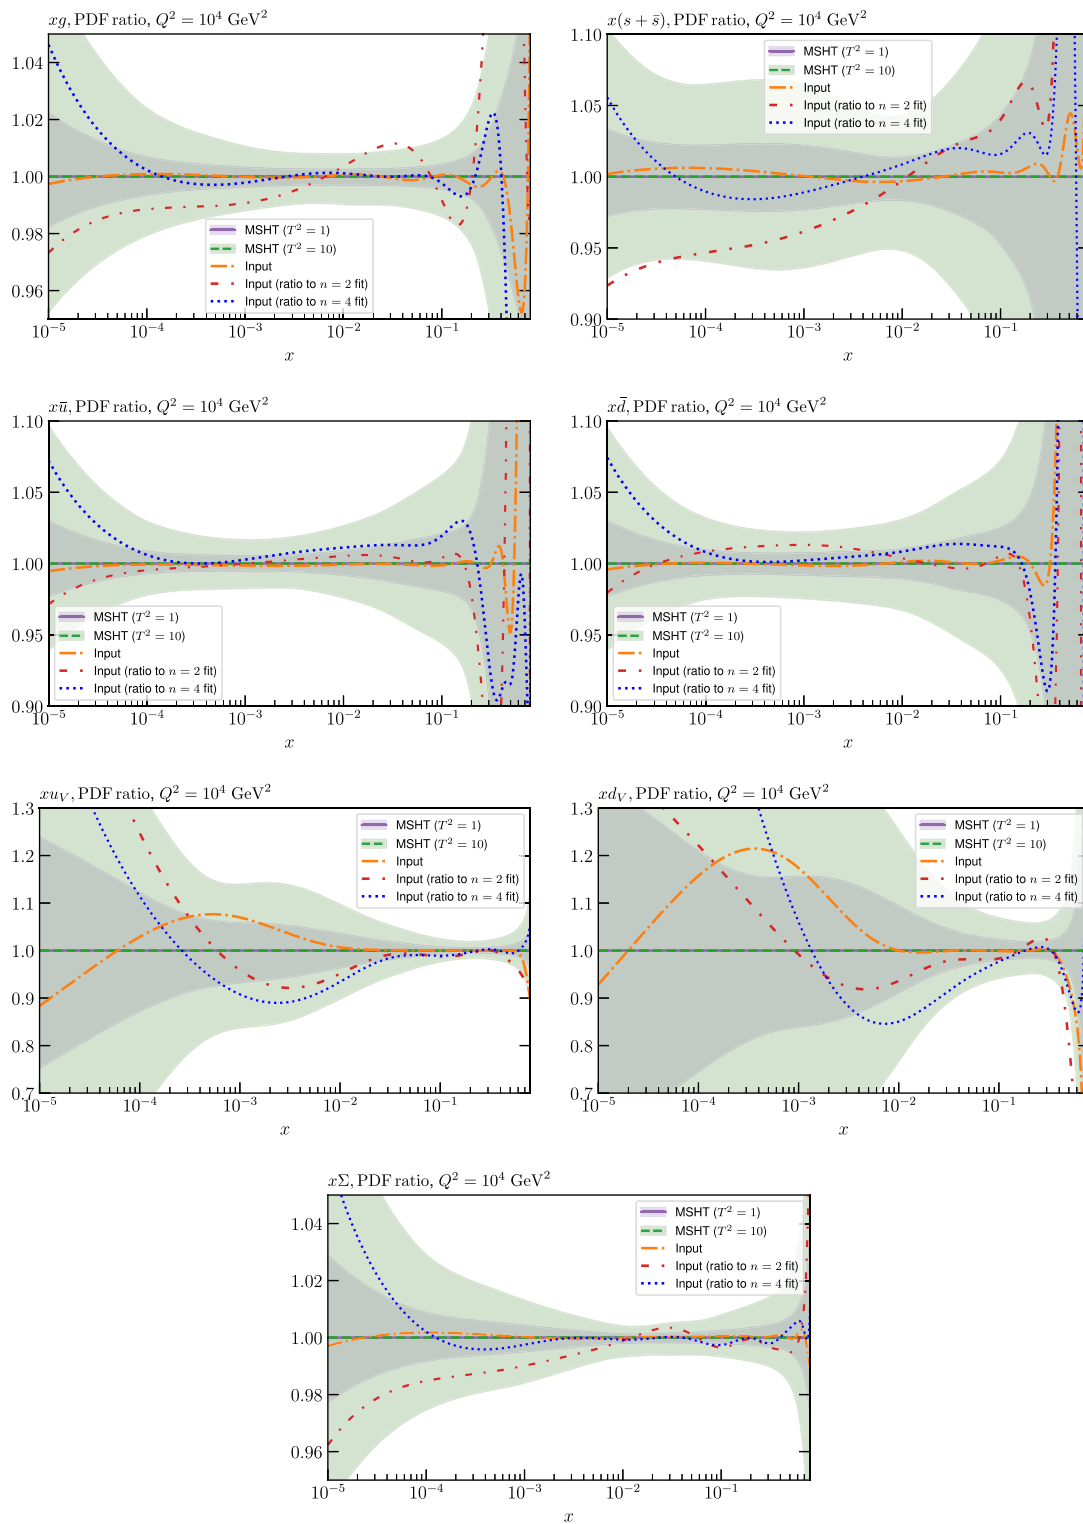 xg, PDF ratio, Q² = 10⁴ GeV²
1.04
1.02
1.00
0.98
0.96
MSHT (T² = 1)
MSHT (T² = 10)
Input
Input (ratio to n = 2 fit)
Input (ratio to n = 4 fit)
10⁻⁵ 10⁻⁴ 10⁻³ 10⁻² 10⁻¹
x
x(s + s̄), PDF ratio, Q² = 10⁴ GeV²
1.10
1.05
1.00
0.95
0.90
MSHT (T² = 1)
MSHT (T² = 10)
Input
Input (ratio to n = 2 fit)
Input (ratio to n = 4 fit)
10⁻⁵ 10⁻⁴ 10⁻³ 10⁻² 10⁻¹
x
xū, PDF ratio, Q² = 10⁴ GeV²
1.10
1.05
1.00
0.95
0.90
MSHT (T² = 1)
MSHT (T² = 10)
Input
Input (ratio to n = 2 fit)
Input (ratio to n = 4 fit)
10⁻⁵ 10⁻⁴ 10⁻³ 10⁻² 10⁻¹
x
xd̄, PDF ratio, Q² = 10⁴ GeV²
1.10
1.05
1.00
0.95
0.90
MSHT (T² = 1)
MSHT (T² = 10)
Input
Input (ratio to n = 2 fit)
Input (ratio to n = 4 fit)
10⁻⁵ 10⁻⁴ 10⁻³ 10⁻² 10⁻¹
x
xu_V, PDF ratio, Q² = 10⁴ GeV²
1.3
1.2
1.1
1.0
0.9
0.8
0.7
MSHT (T² = 1)
MSHT (T² = 10)
Input
Input (ratio to n = 2 fit)
Input (ratio to n = 4 fit)
10⁻⁵ 10⁻⁴ 10⁻³ 10⁻² 10⁻¹
x
xd_V, PDF ratio, Q² = 10⁴ GeV²
1.3
1.2
1.1
1.0
0.9
0.8
0.7
MSHT (T² = 1)
MSHT (T² = 10)
Input
Input (ratio to n = 2 fit)
Input (ratio to n = 4 fit)
10⁻⁵ 10⁻⁴ 10⁻³ 10⁻² 10⁻¹
x
xΣ, PDF ratio, Q² = 10⁴ GeV²
1.04
1.02
1.00
0.98
0.96
MSHT (T² = 1)
MSHT (T² = 10)
Input
Input (ratio to n = 2 fit)
Input (ratio to n = 4 fit)
10⁻⁵ 10⁻⁴ 10⁻³ 10⁻² 10⁻¹
x